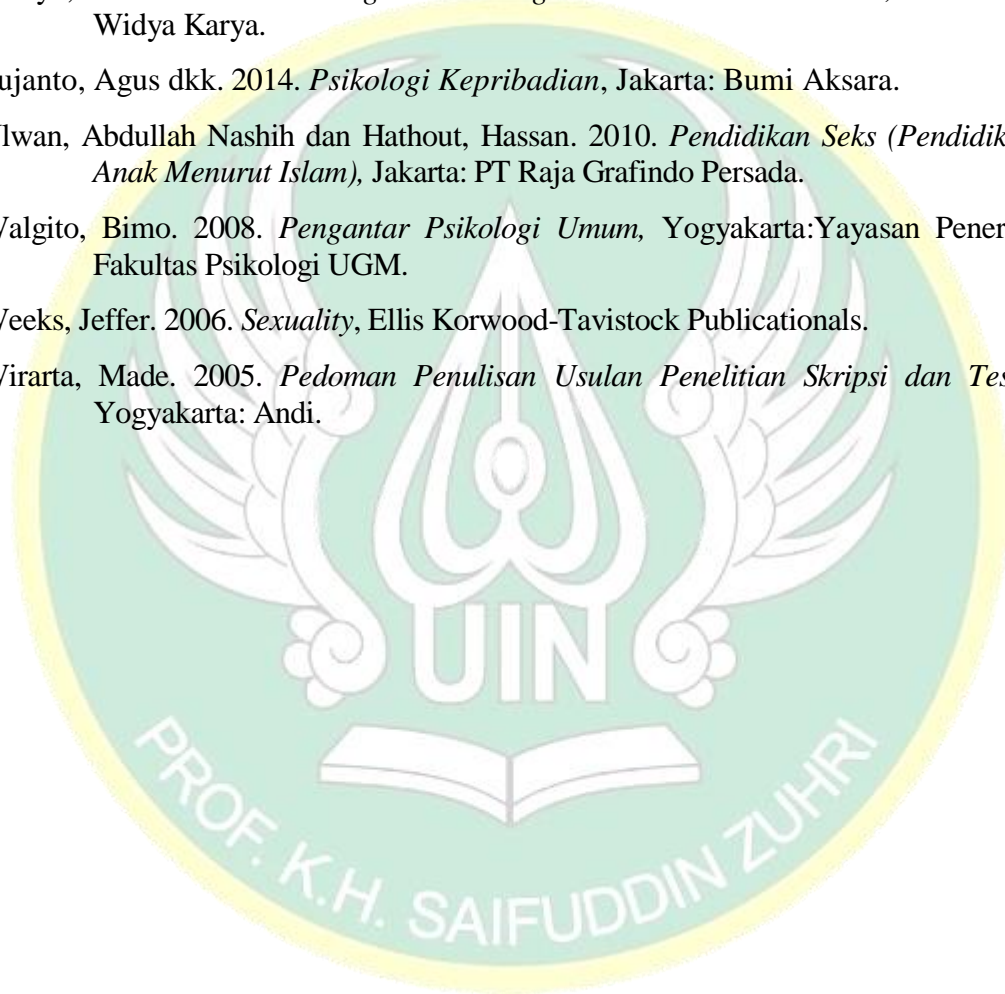 Widya Karya.
ujanto, Agus dkk. 2014. Psikologi Kepribadian, Jakarta: Bumi Aksara.
lwan, Abdullah Nashih dan Hathout, Hassan. 2010. Pendidikan Seks (Pendidik
Anak Menurut Islam), Jakarta: PT Raja Grafindo Persada.
Valgito, Bimo. 2008. Pengantar Psikologi Umum, Yogyakarta:Yayasan Pener
Fakultas Psikologi UGM.
Veeks, Jeffer. 2006. Sexuality, Ellis Korwood-Tavistock Publicationals.
Virarta, Made. 2005. Pedoman Penulisan Usulan Penelitian Skripsi dan Tes
Yogyakarta: Andi.
UIN
PROF. K.H. SAIFUDDIN ZUHRI